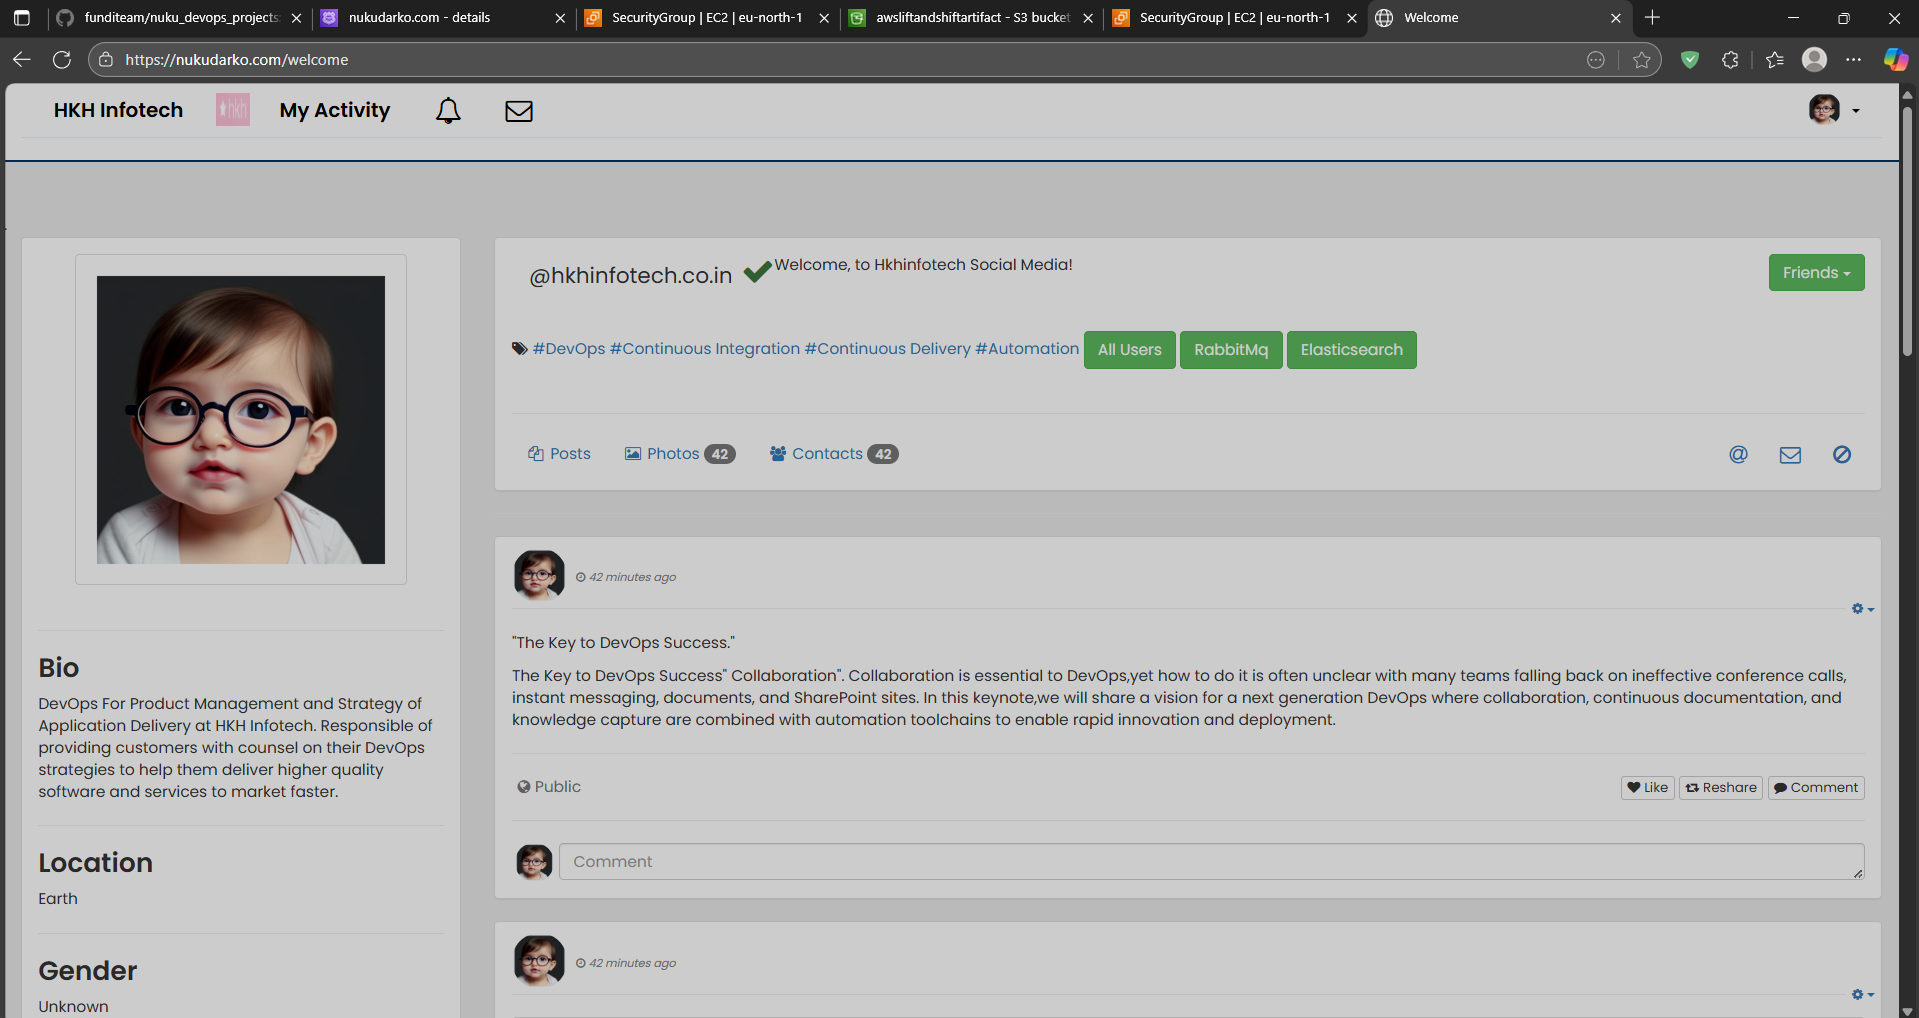 funditeam/nuku_devops_projects:
nukudarko.com - details
SecurityGroup | EC2 | eu-north-1
awsliftandshiftartifact - S3 bucket
SecurityGroup | EC2 | eu-north-1
Welcome
https://nukudarko.com/welcome
HKH Infotech
hkh
My Activity
@hkhinfotech.co.in
Welcome, to Hkhinfotech Social Media!
Friends
#DevOps #Continuous Integration #Continuous Delivery #Automation
All Users
RabbitMq
Elasticsearch
Posts
Photos 42
Contacts 42
@
Bio
DevOps For Product Management and Strategy of
Application Delivery at HKH Infotech. Responsible of
providing customers with counsel on their DevOps
strategies to help them deliver higher quality
software and services to market faster.
Location
Earth
Gender
Unknown
42 minutes ago
"The Key to DevOps Success."
The Key to DevOps Success" Collaboration". Collaboration is essential to DevOps,yet how to do it is often unclear with many teams falling back on ineffective conference calls,
instant messaging, documents, and SharePoint sites. In this keynote,we will share a vision for a next generation DevOps where collaboration, continuous documentation, and
knowledge capture are combined with automation toolchains to enable rapid innovation and deployment.
Public
Like
Reshare
Comment
Comment
42 minutes ago